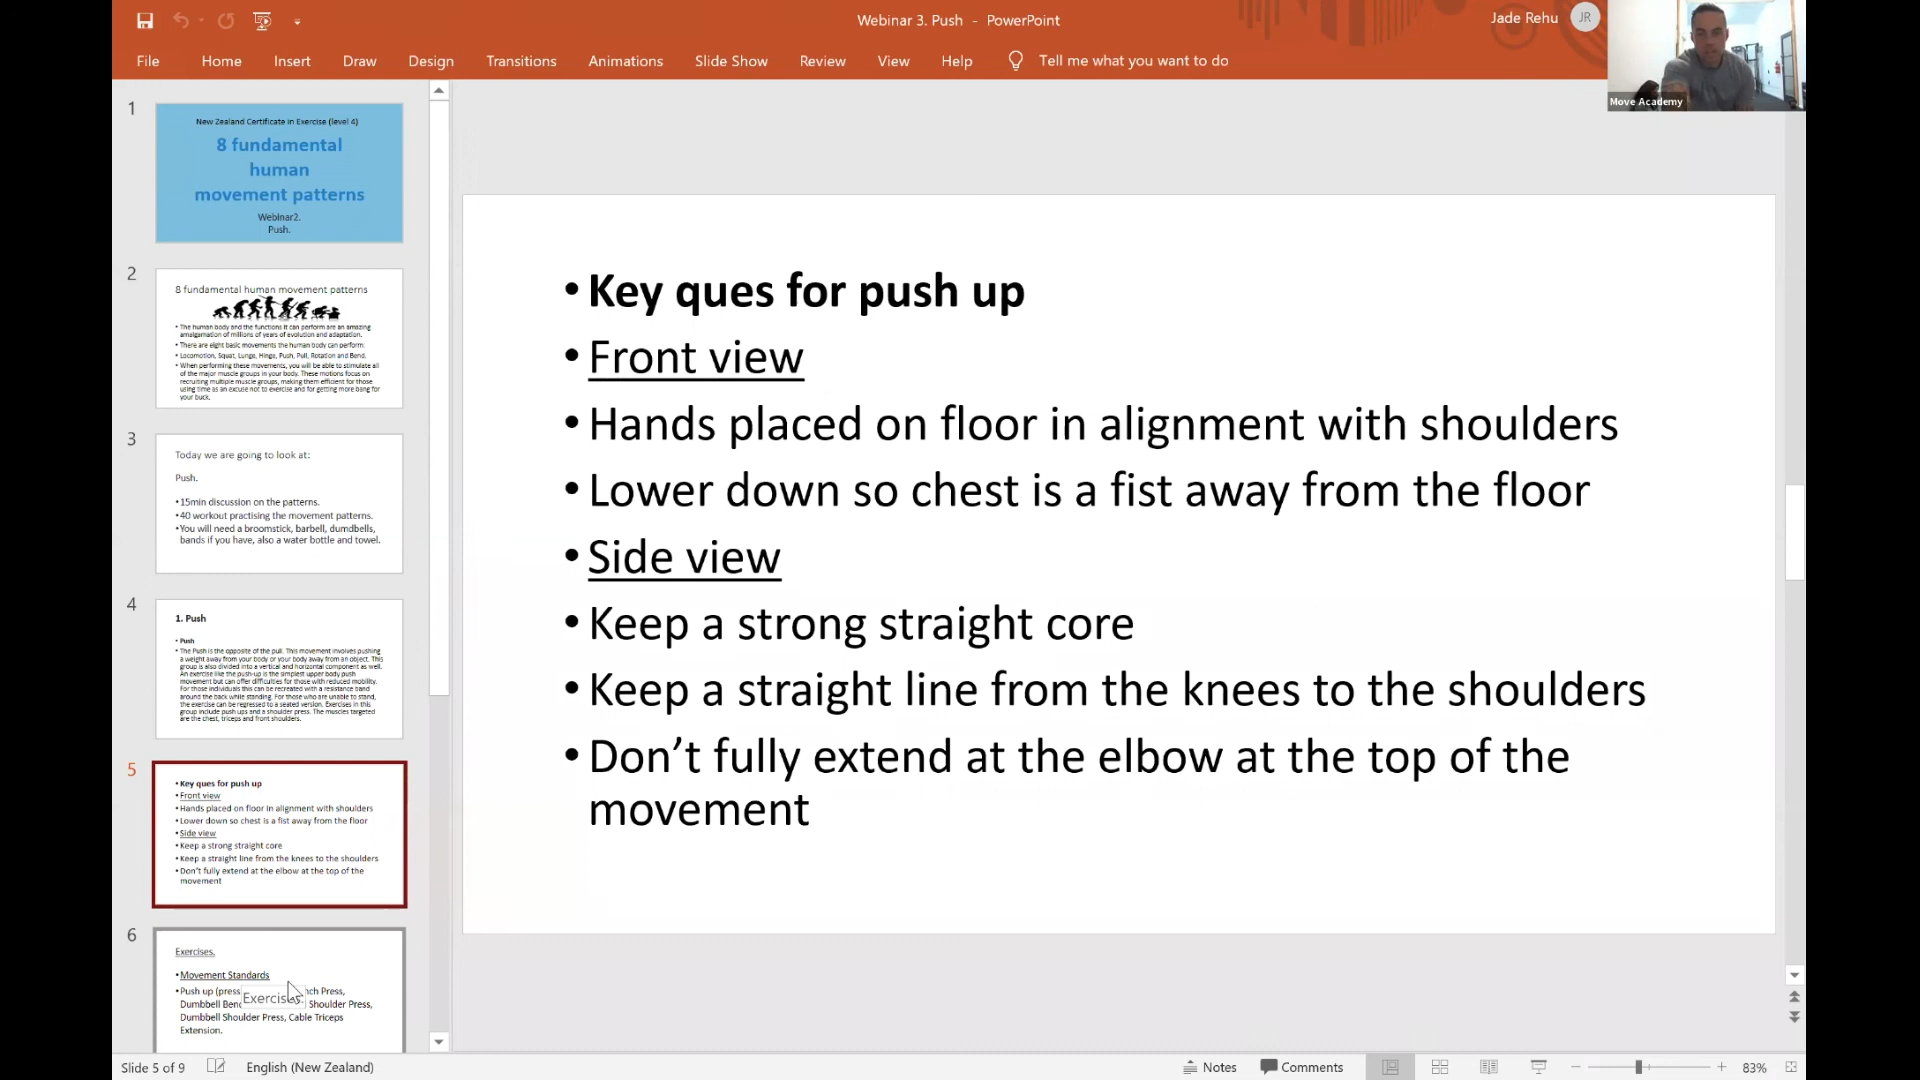 Webinar 3. Push - PowerPoint
Jade Rehu
JR
File Home Insert Draw Design Transitions Animations Slide Show Review View Help Tell me what you want to do
Move Academy
1
New Zealand Certificate in Exercise (level 4)
8 fundamental
human
movement patterns
Webinar2.
Push.
2
8 fundamental human movement patterns
• The human body and the functions it can perform are an amazing
amalgamation of millions of years of evolution and adaptation.
• There are eight basic movements the human body can perform:
• Locomotion, Squat, Lunge, Hinge, Push, Pull, Rotation and Bend.
• When performing these movements, you will be able to stimulate all
of the major muscle groups in your body. These motions focus on
recruiting multiple muscle groups, making them efficient for those
using time as an excuse not to exercise and for getting more bang for
your buck.
3
Today we are going to look at:
Push.
• 15min discussion on the patterns.
• 40 workout practising the movement patterns.
• You will need a broomstick, barbell, dumdbells,
bands if you have, also a water bottle and towel.
4
1. Push
• Push
• The Push is the opposite of the pull. This movement involves pushing
a weight away from your body or your body away from an object. This
group is also divided into a vertical and horizontal component as well.
An exercise like the push-up is the simplest upper body push
movement but can offer difficulties for those with reduced mobility.
For those individuals this can be recreated with a resistance band
around the back while standing. For those who are unable to stand,
the exercise can be regressed to a seated version. Exercises in this
group include push ups and a shoulder press. The muscles targeted
are the chest, triceps and front shoulders.
5
• Key ques for push up
• Front view
• Hands placed on floor in alignment with shoulders
• Lower down so chest is a fist away from the floor
• Side view
• Keep a strong straight core
• Keep a straight line from the knees to the shoulders
• Don't fully extend at the elbow at the top of the
movement
6
Exercises.
• Movement Standards
• Push up (press Press,
Dumbbell Shoulder Press,
Dumbbell Shoulder Press, Cable Triceps
Extension.
• Key ques for push up
• Front view
• Hands placed on floor in alignment with shoulders
• Lower down so chest is a fist away from the floor
• Side view
• Keep a strong straight core
• Keep a straight line from the knees to the shoulders
• Don’t fully extend at the elbow at the top of the
movement
Slide 5 of 9 English (New Zealand) Notes Comments 83%